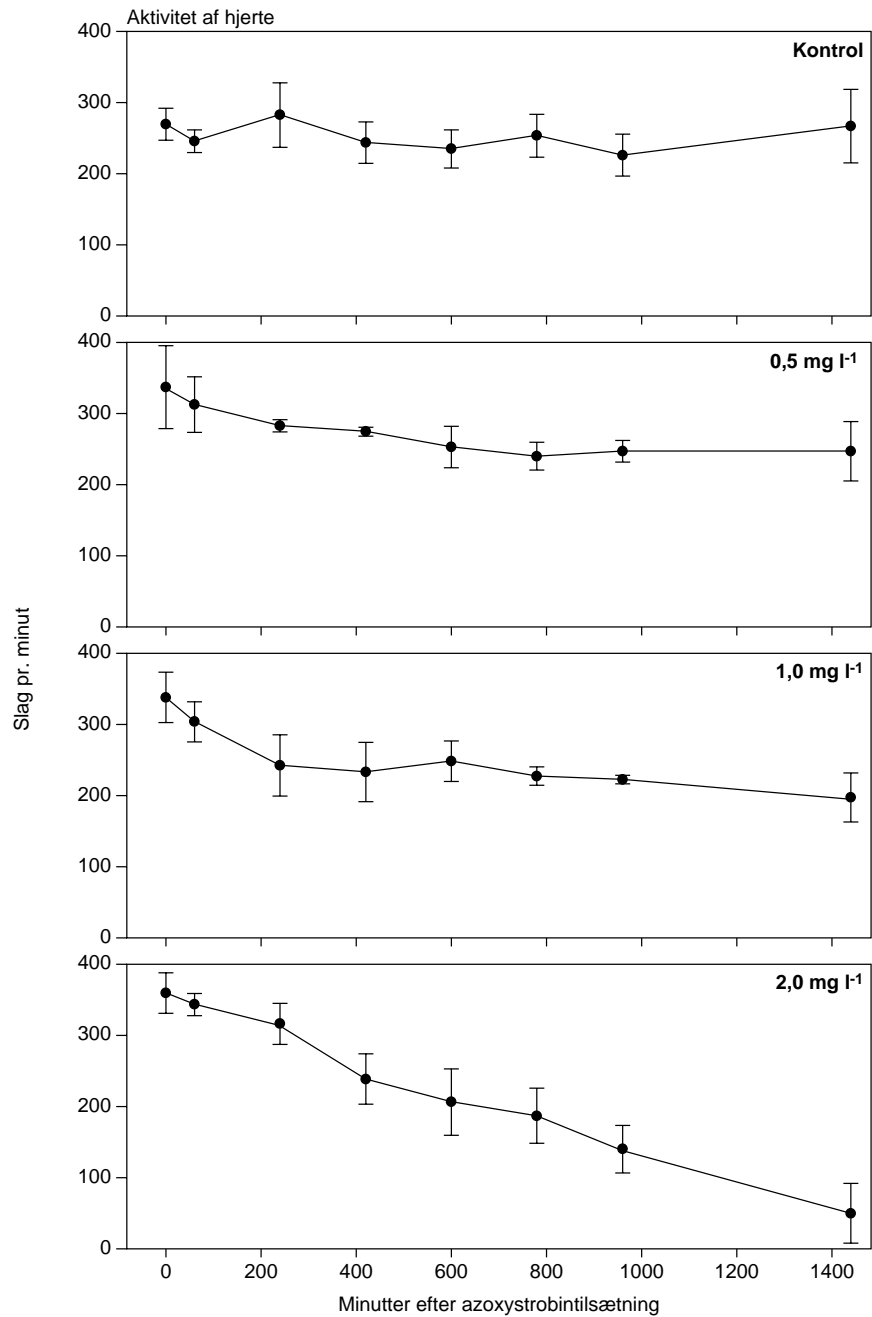 Aktivitet af hjerte
400
Kontrol
300
200
100
0
400
0,5 mg l-1
300
200
100
0
Slag pr. minut
400
1,0 mg l-1
300
200
100
0
400
2,0 mg l-1
300
200
100
0
0 200 400 600 800 1000 1200 1400
Minutter efter azoxystrobintilsætning